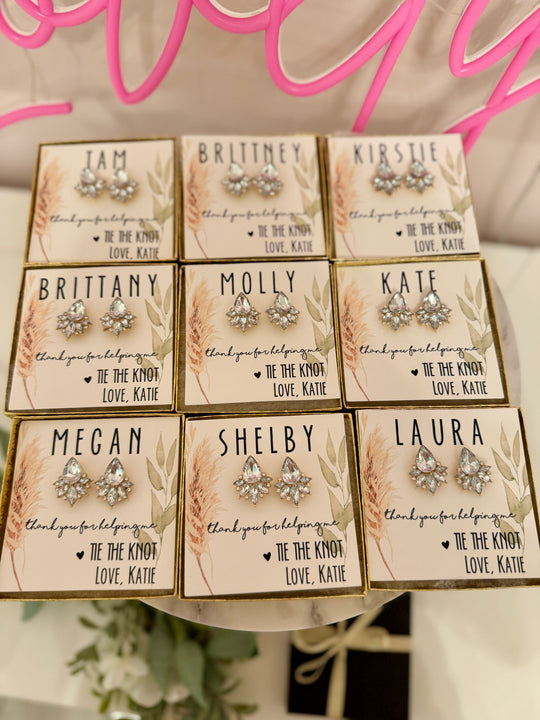 TAM
thank you for helping me
♥ TIE THE KNOT
LOVE, KATIE
BRITTNEY
thank you for helping me
♥ TIE THE KNOT
LOVE, KATIE
KIRSTIE
thank you for helping me
♥ TIE THE KNOT
LOVE, KATIE
BRITTANY
thank you for helping me
♥ TIE THE KNOT
LOVE, KATIE
MOLLY
thank you for helping me
♥ TIE THE KNOT
LOVE, KATIE
KATE
thank you for helping me
♥ TIE THE KNOT
LOVE, KATIE
MEGAN
thank you for helping me
♥ TIE THE KNOT
LOVE, KATIE
SHELBY
thank you for helping me
♥ TIE THE KNOT
LOVE, KATIE
LAURA
thank you for helping me
♥ TIE THE KNOT
LOVE, KATIE